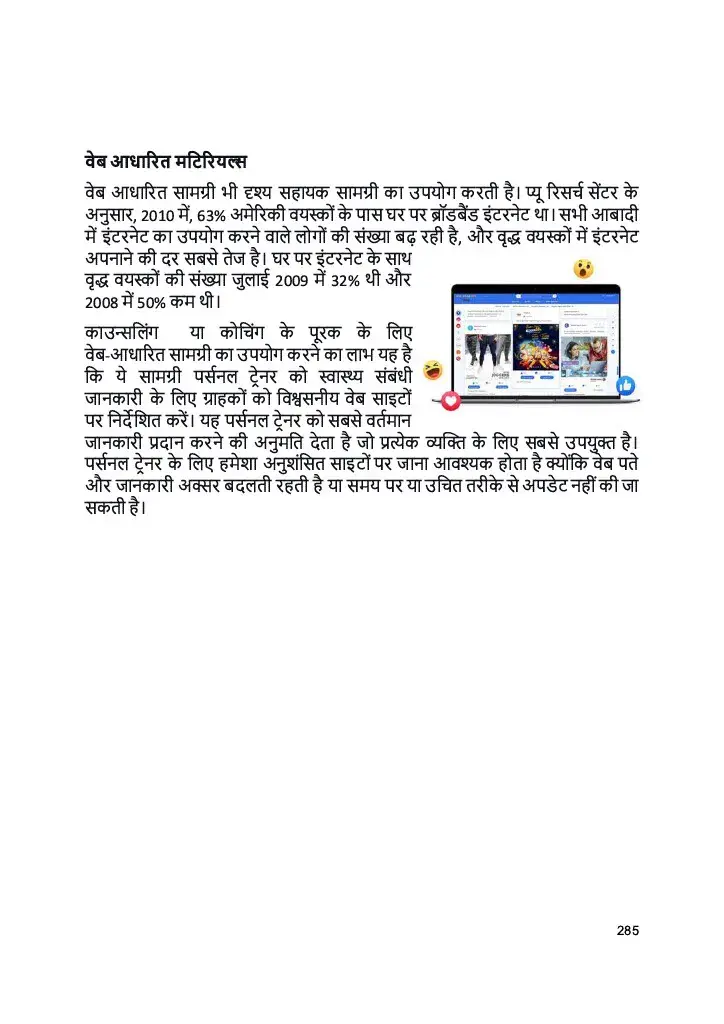 वेब आधारित मटिरियल्स
वेब आधारित सामग्री भी दृश्य सहायक सामग्री का उपयोग करती है। प्यू रिसर्च सेंटर के
अनुसार, 2010 में, 63% अमेरिकी वयस्कों के पास घर पर ब्रॉडबैंड इंटरनेट था। सभी आबादी
में इंटरनेट का उपयोग करने वाले लोगों की संख्या बढ़ रही है, और वृद्ध वयस्कों में इंटरनेट
अपनाने की दर सबसे तेज है। घर पर इंटरनेट के साथ
वृद्ध वयस्कों की संख्या जुलाई 2009 में 32% थी और
2008 में 50% कम थी।
काउन्सलिंग या कोचिंग के पूरक के लिए
वेब-आधारित सामग्री का उपयोग करने का लाभ यह है
कि ये सामग्री पर्सनल ट्रेनर को स्वास्थ्य संबंधी
जानकारी के लिए ग्राहकों को विश्वसनीय वेब साइटों
पर निर्देशित करें। यह पर्सनल ट्रेनर को सबसे वर्तमान
जानकारी प्रदान करने की अनुमति देता है जो प्रत्येक व्यक्ति के लिए सबसे उपयुक्त है।
पर्सनल ट्रेनर के लिए हमेशा अनुशंसित साइटों पर जाना आवश्यक होता है क्योंकि वेब पते
और जानकारी अक्सर बदलती रहती है या समय पर या उचित तरीके से अपडेट नहीं की जा
सकती है।
285